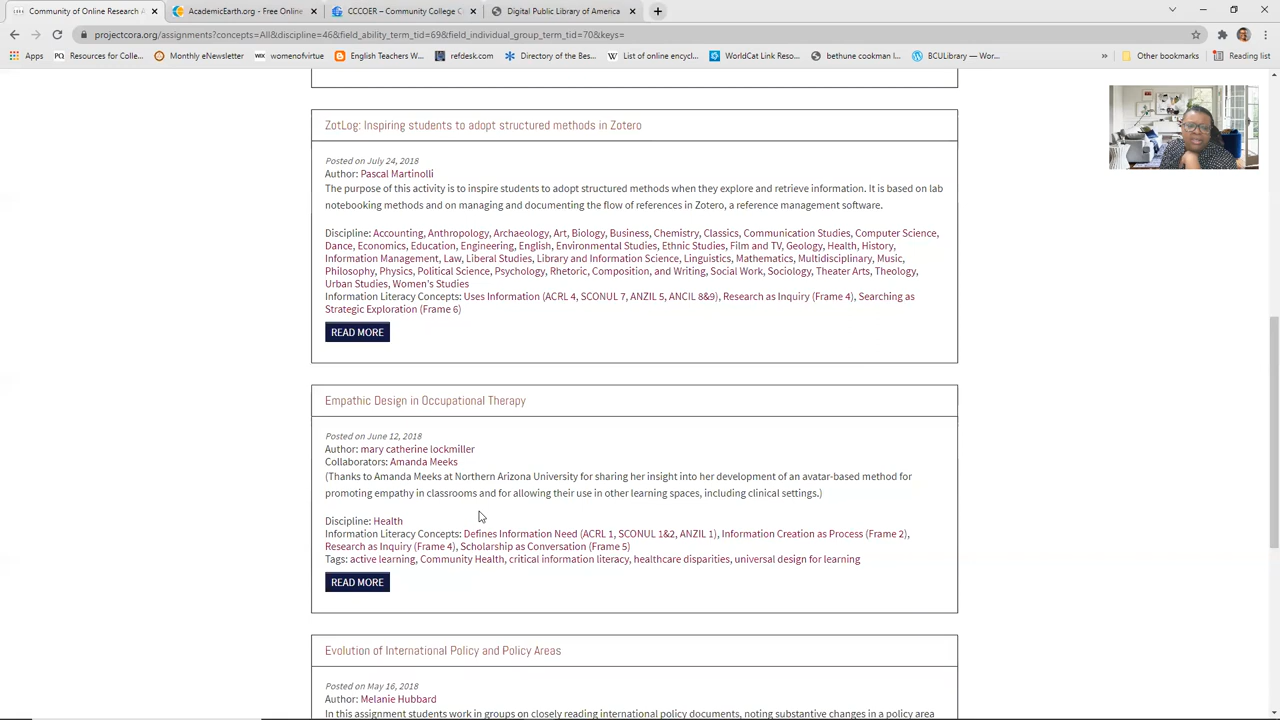 Community of Online Research A
AcademicEarth.org - Free Online
CCCOER – Community College C
Digital Public Library of America
projectcora.org/assignments?concepts=All&discipline=46&field_ability_term_tid=69&field_individual_group_term_tid=70&keys=
Apps
Resources for Colle...
Monthly eNewsletter
womenofvirtue
English Teachers W...
refdesk.com
Directory of the Bes...
List of online encycl...
WorldCat Link Reso...
bethune cookman l...
BCULibrary — Wor...
Other bookmarks
Reading list
ZotLog: Inspiring students to adopt structured methods in Zotero
Posted on July 24, 2018
Author: Pascal Martinolli
The purpose of this activity is to inspire students to adopt structured methods when they explore and retrieve information. It is based on lab
notebooking methods and on managing and documenting the flow of references in Zotero, a reference management software.
Discipline: Accounting, Anthropology, Archaeology, Art, Biology, Business, Chemistry, Classics, Communication Studies, Computer Science,
Dance, Economics, Education, Engineering, English, Environmental Studies, Ethnic Studies, Film and TV, Geology, Health, History,
Information Management, Law, Liberal Studies, Library and Information Science, Linguistics, Mathematics, Multidisciplinary, Music,
Philosophy, Physics, Political Science, Psychology, Rhetoric, Composition, and Writing, Social Work, Sociology, Theater Arts, Theology,
Urban Studies, Women's Studies
Information Literacy Concepts: Uses Information (ACRL 4, SCONUL 7, ANZIL 5, ANCIL 8&9), Research as Inquiry (Frame 4), Searching as
Strategic Exploration (Frame 6)
READ MORE
Empathic Design in Occupational Therapy
Posted on June 12, 2018
Author: mary catherine lockmiller
Collaborators: Amanda Meeks
(Thanks to Amanda Meeks at Northern Arizona University for sharing her insight into her development of an avatar-based method for
promoting empathy in classrooms and for allowing their use in other learning spaces, including clinical settings.)
Discipline: Health
Information Literacy Concepts: Defines Information Need (ACRL 1, SCONUL 1&2, ANZIL 1), Information Creation as Process (Frame 2),
Research as Inquiry (Frame 4), Scholarship as Conversation (Frame 5)
Tags: active learning, Community Health, critical information literacy, healthcare disparities, universal design for learning
READ MORE
Evolution of International Policy and Policy Areas
Posted on May 16, 2018
Author: Melanie Hubbard
In this assignment students work in groups on closely reading international policy documents, noting substantive changes in a policy area